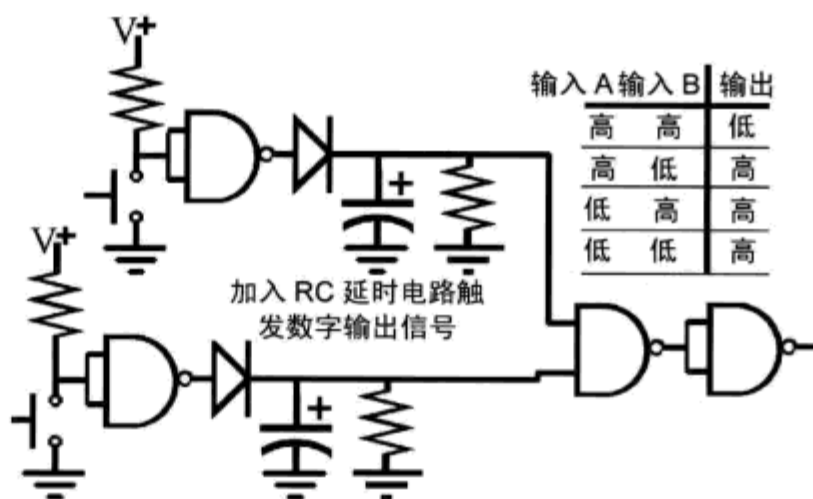 V+
输入 A 输入 B 输出
高 高 低
高 低 高
低 高 高
低 低 高
+
V+
加入 RC 延时电路触
发数字输出信号
+